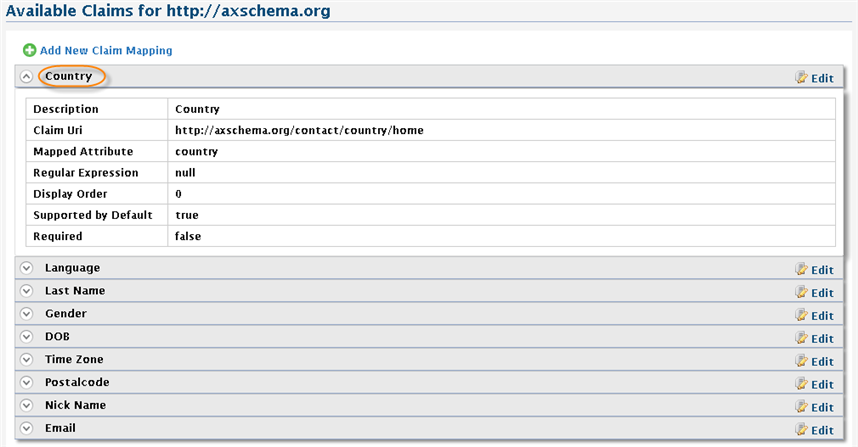 Available Claims for http://axschema.org
Add New Claim Mapping
Country Edit
Description Country
Claim Uri http://axschema.org/contact/country/home
Mapped Attribute country
Regular Expression null
Display Order 0
Supported by Default true
Required false
Language Edit
Last Name Edit
Gender Edit
DOB Edit
Time Zone Edit
Postalcode Edit
Nick Name Edit
Email Edit